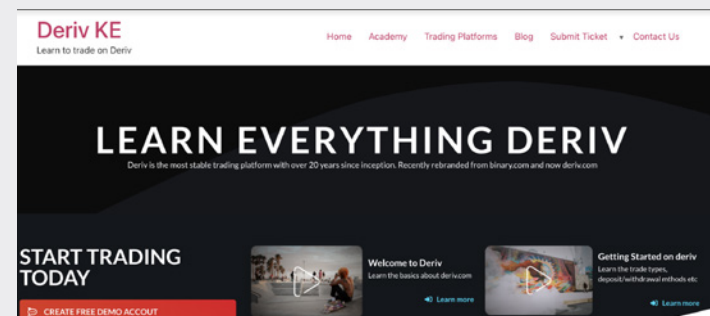 Deriv KE
Learn to trade on Deriv
Home Academy Trading Platforms Blog Submit Ticket Contact Us
LEARN EVERYTHING DERIV
Deriv is the most stable trading platform with over 20 years since inception. Recently rebranded from binary.com and now deriv.com
START TRADING
TODAY
CREATE FREE DEMO ACCOUT
Welcome to Deriv
Learn the basics about deriv.com
Learn more
Getting Started on deriv
Learn the trade types,
deposit/withdrawal mthods etc
Learn more